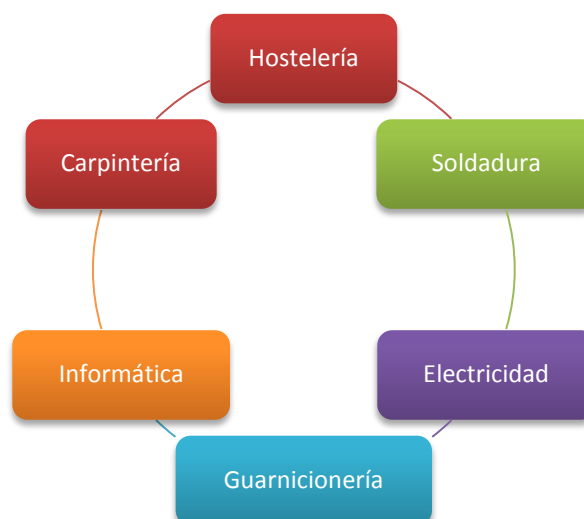 Hostelería
Soldadura
Electricidad
Guarnicionería
Informática
Carpintería